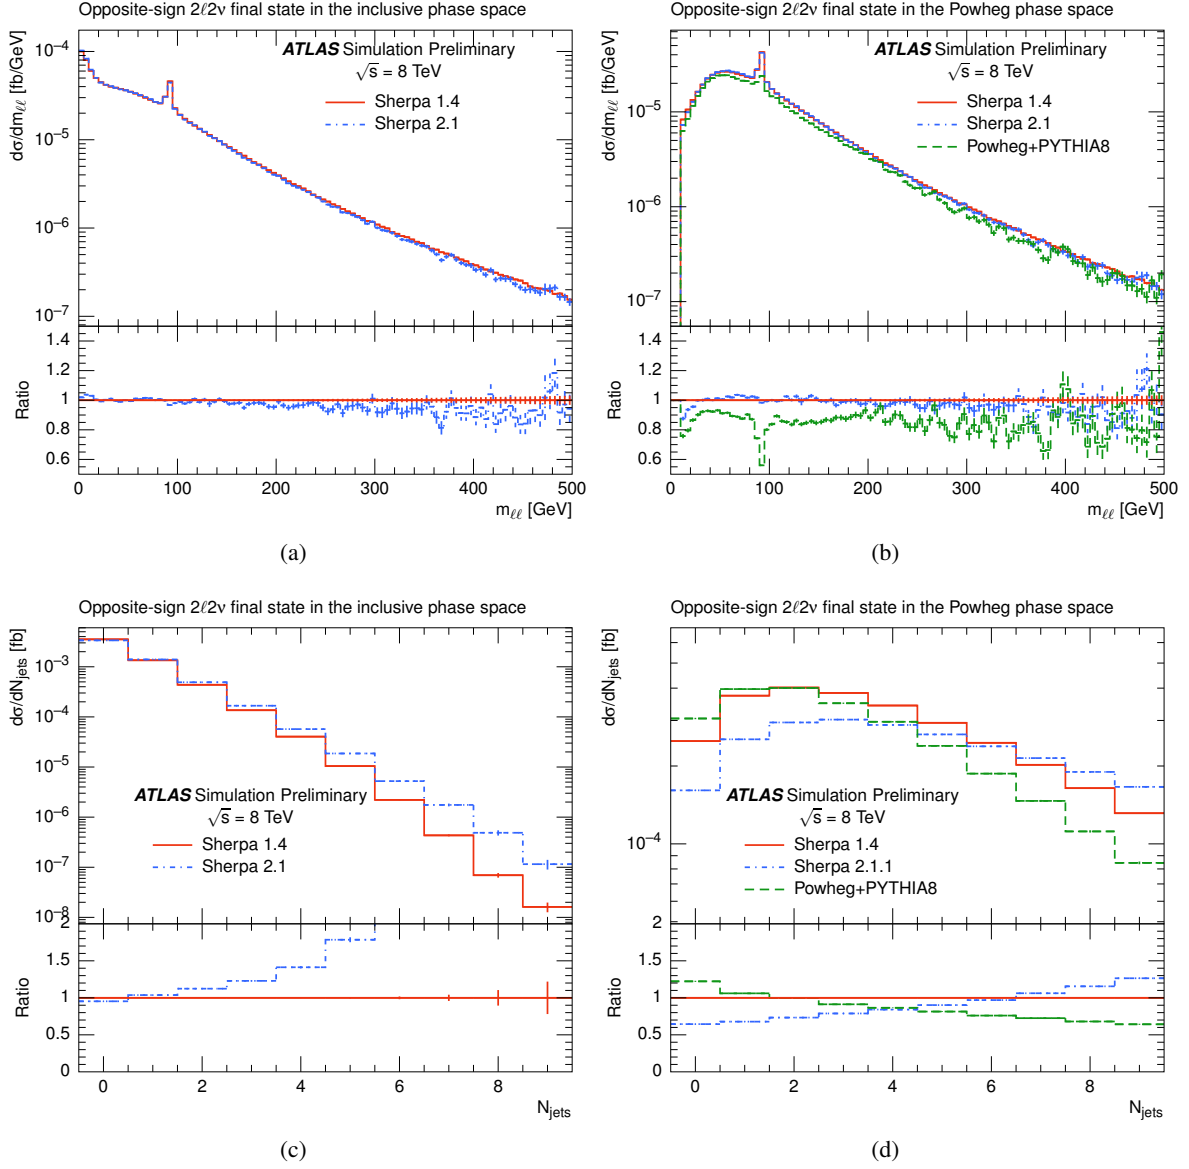 Opposite-sign 2ℓ2ν final state in the inclusive phase space
dσ/dmℓℓ [fb/GeV]
10⁻⁴
10⁻⁵
10⁻⁶
10⁻⁷
ATLAS Simulation Preliminary
√s = 8 TeV
Sherpa 1.4
Sherpa 2.1
Ratio
1.4
1.2
1
0.8
0.6
0 100 200 300 400 500
mℓℓ [GeV]
(a)
Opposite-sign 2ℓ2ν final state in the Powheg phase space
dσ/dmℓℓ [fb/GeV]
10⁻⁵
10⁻⁶
10⁻⁷
ATLAS Simulation Preliminary
√s = 8 TeV
Sherpa 1.4
Sherpa 2.1
Powheg+PYTHIA8
Ratio
1.4
1.2
1
0.8
0.6
0 100 200 300 400 500
mℓℓ [GeV]
(b)
Opposite-sign 2ℓ2ν final state in the inclusive phase space
dσ/dNjets [fb]
10⁻³
10⁻⁴
10⁻⁵
10⁻⁶
10⁻⁷
10⁻⁸
ATLAS Simulation Preliminary
√s = 8 TeV
Sherpa 1.4
Sherpa 2.1
Ratio
2
1.5
1
0.5
0
0 2 4 6 8
Njets
(c)
Opposite-sign 2ℓ2ν final state in the Powheg phase space
dσ/dNjets [fb]
10⁻⁴
ATLAS Simulation Preliminary
√s = 8 TeV
Sherpa 1.4
Sherpa 2.1.1
Powheg+PYTHIA8
Ratio
2
1.5
1
0.5
0
0 2 4 6 8
Njets
(d)